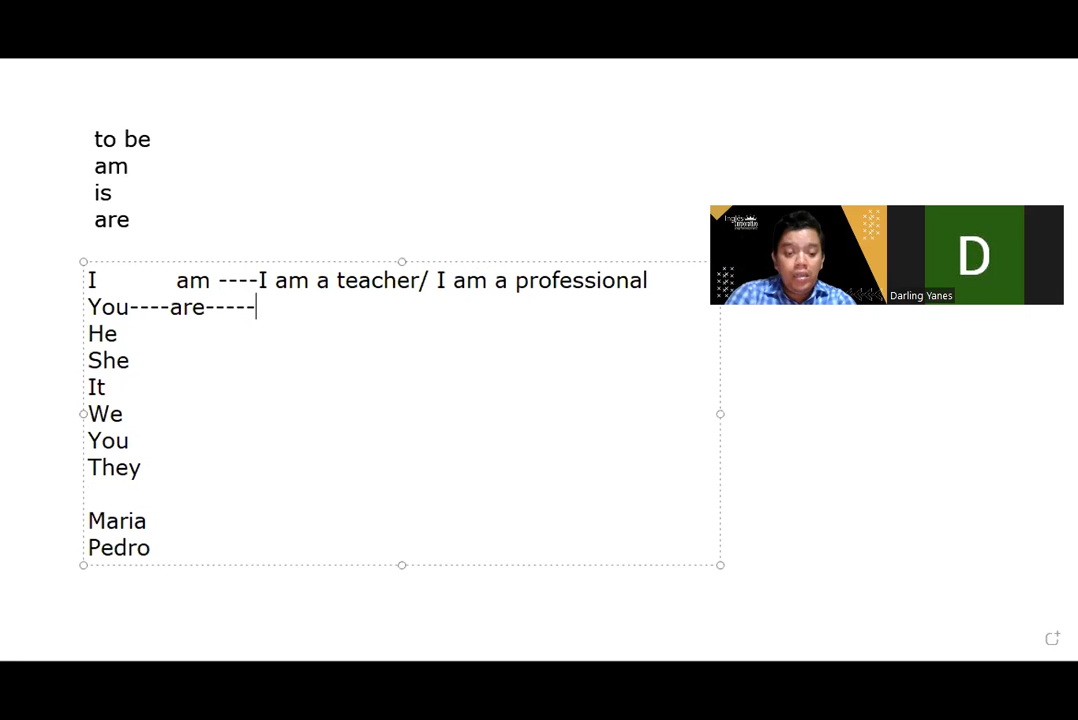 to be
am
is
are
I am ----I am a teacher/ I am a professional
You----are-----
He
She
It
We
You
They
Maria
Pedro
Inglés
D
Darling Yanes